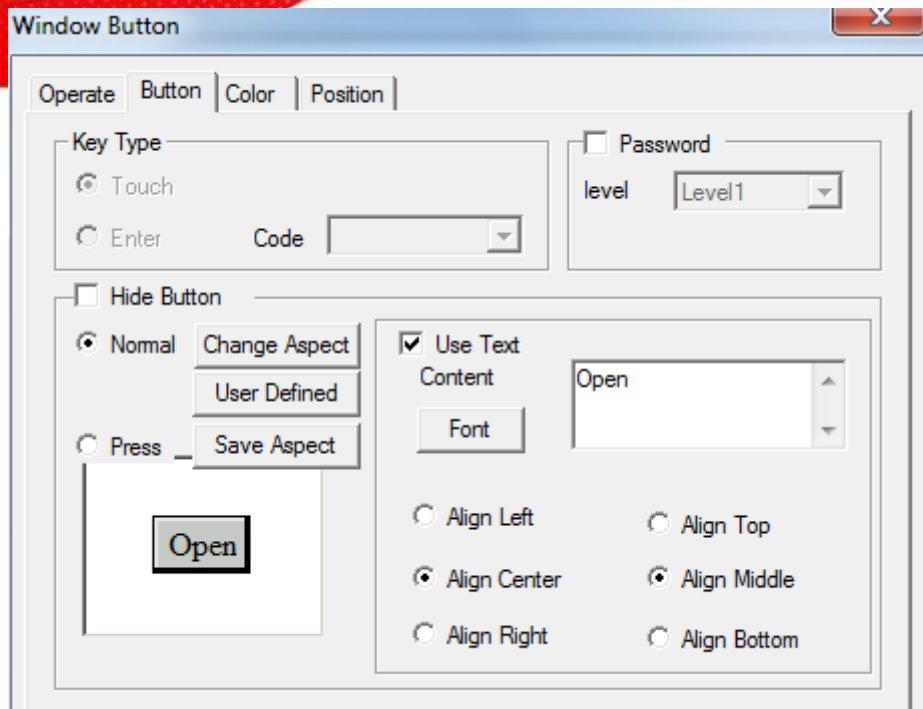 Window Button
Operate Button Color Position
Key Type
Password
Touch
level Level1
Enter Code
Hide Button
Normal Change Aspect
Use Text
Content Open
User Defined
Font
Press Save Aspect
Open
Align Left Align Top
Align Center Align Middle
Align Right Align Bottom